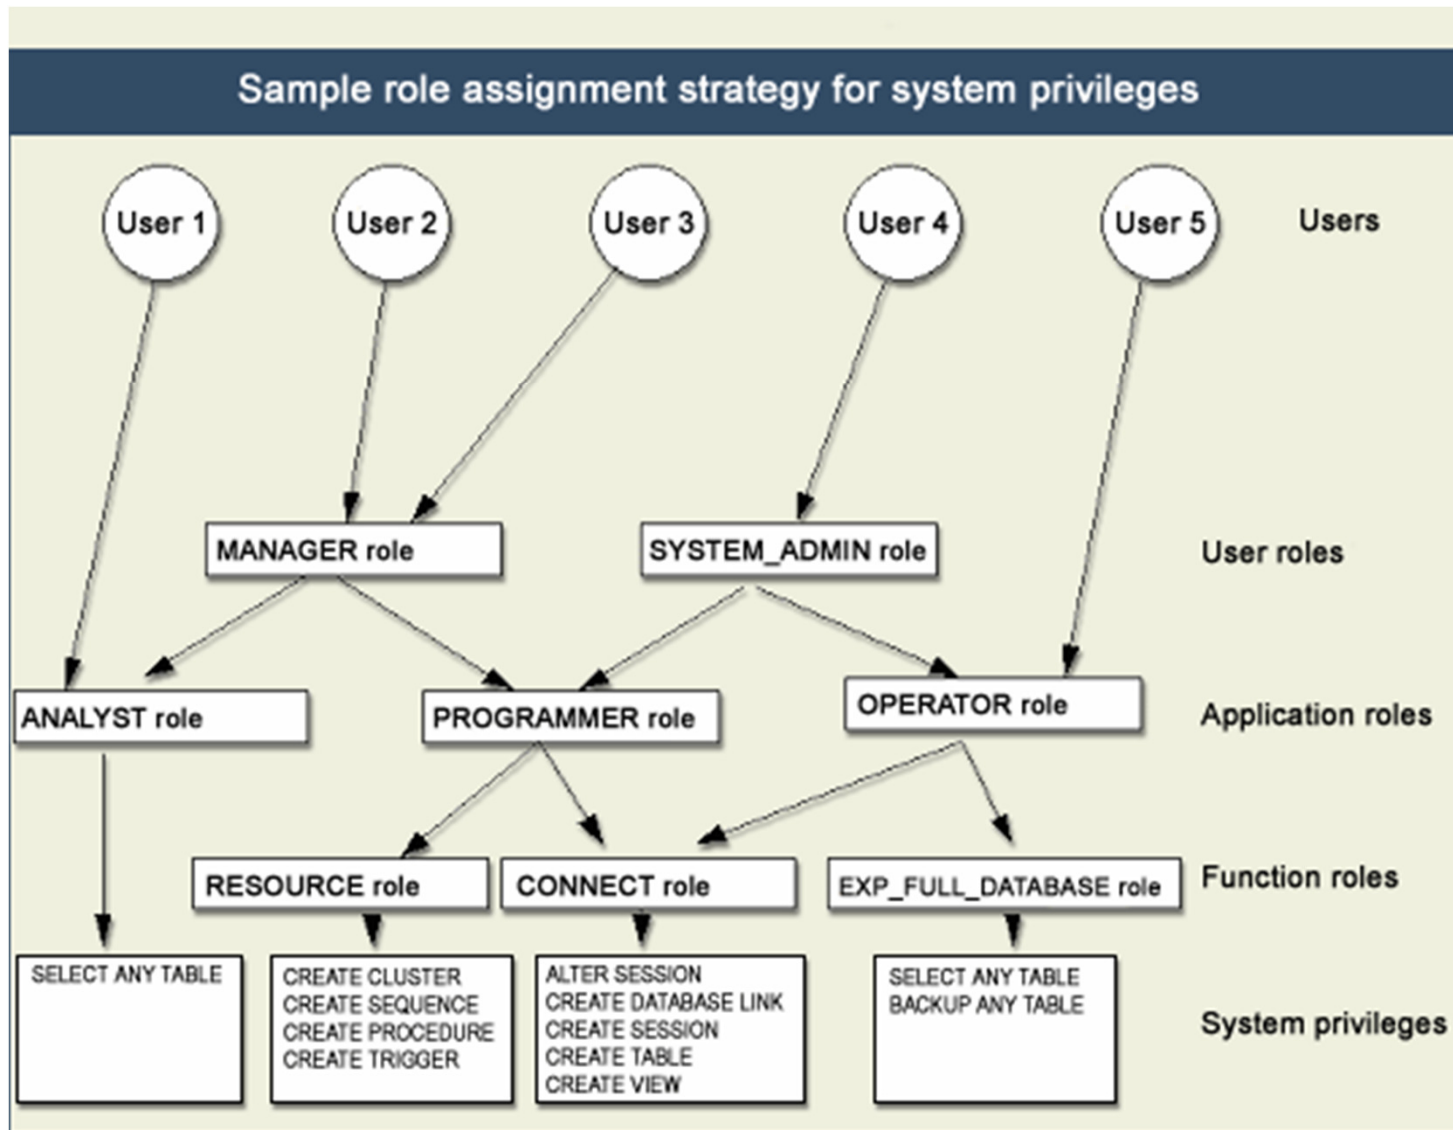 Sample role assignment strategy for system privileges
User 1
User 2
User 3
User 4
User 5
Users
MANAGER role
SYSTEM_ADMIN role
User roles
ANALYST role
PROGRAMMER role
OPERATOR role
Application roles
RESOURCE role
CONNECT role
EXP_FULL_DATABASE role
Function roles
SELECT ANY TABLE
CREATE CLUSTER
CREATE SEQUENCE
CREATE PROCEDURE
CREATE TRIGGER
ALTER SESSION
CREATE DATABASE LINK
CREATE SESSION
CREATE TABLE
CREATE VIEW
SELECT ANY TABLE
BACKUP ANY TABLE
System privileges